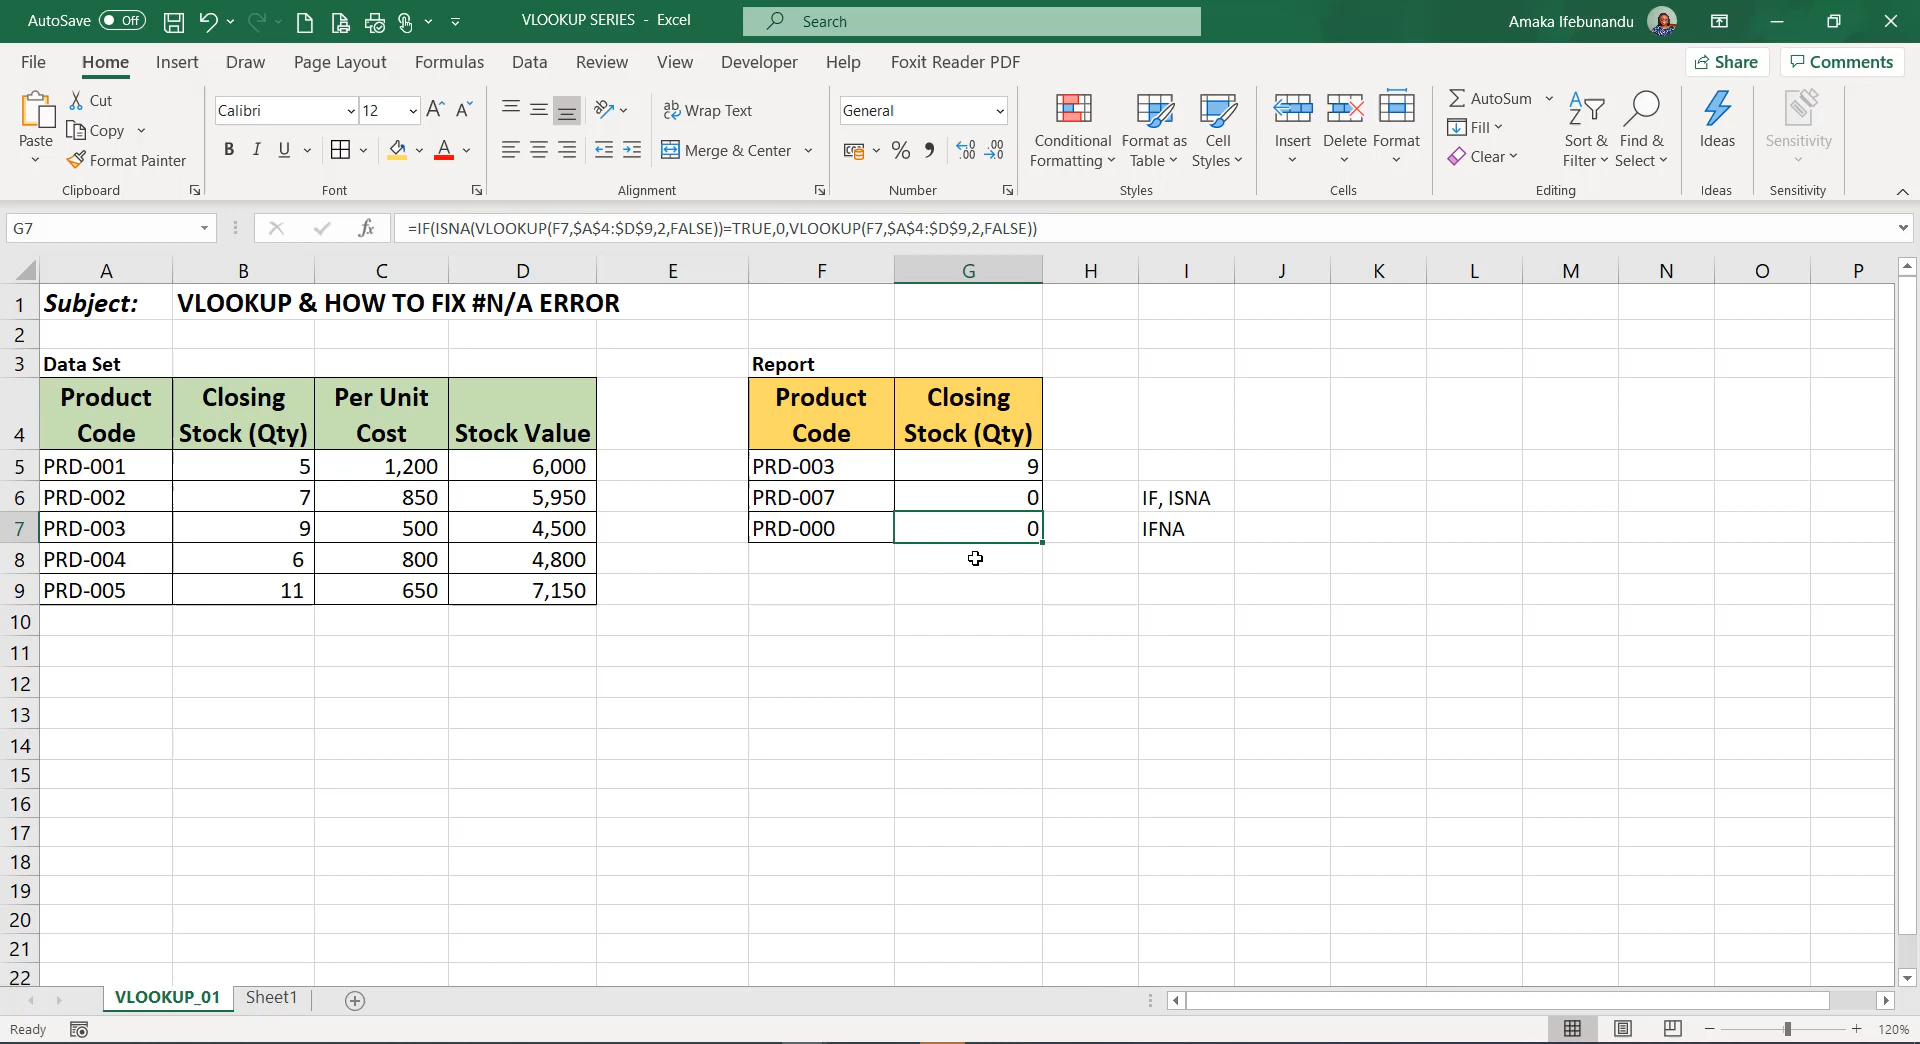 AutoSave Off VLOOKUP SERIES - Excel Search Amaka Ifebunandu
File Home Insert Draw Page Layout Formulas Data Review View Developer Help Foxit Reader PDF Share Comments
Paste Cut Copy Format Painter Clipboard
Calibri 12 B I U A Font
Wrap Text Merge & Center Alignment
General % Number
Conditional Formatting Format as Table Cell Styles Styles
Insert Delete Format Cells
AutoSum Fill Clear Sort & Filter Find & Select Editing
Ideas Ideas
Sensitivity Sensitivity
G7 fx =IF(ISNA(VLOOKUP(F7,$A$4:$D$9,2,FALSE))=TRUE,0,VLOOKUP(F7,$A$4:$D$9,2,FALSE))
A B C D E F G H I J K L M N O P
1 Subject: VLOOKUP & HOW TO FIX #N/A ERROR
2
3 Data Set Report
Product Closing Per Unit Product Closing
4 Code Stock (Qty) Cost Stock Value Code Stock (Qty)
5 PRD-001 5 1,200 6,000 PRD-003 9
6 PRD-002 7 850 5,950 PRD-007 0 IF, ISNA
7 PRD-003 9 500 4,500 PRD-000 0 IFNA
8 PRD-004 6 800 4,800
9 PRD-005 11 650 7,150
10
11
12
13
14
15
16
17
18
19
20
21
22
VLOOKUP_01 Sheet1
Ready 120%